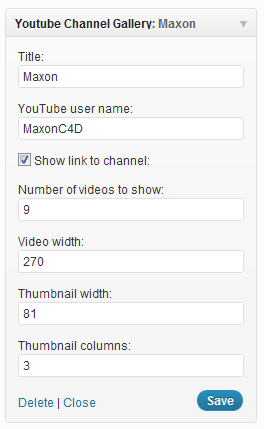 Youtube Channel Gallery: Maxon
Title:
Maxon
YouTube user name:
MaxonC4D
Show link to channel:
Number of videos to show:
9
Video width:
270
Thumbnail width:
81
Thumbnail columns:
3
Delete | Close Save